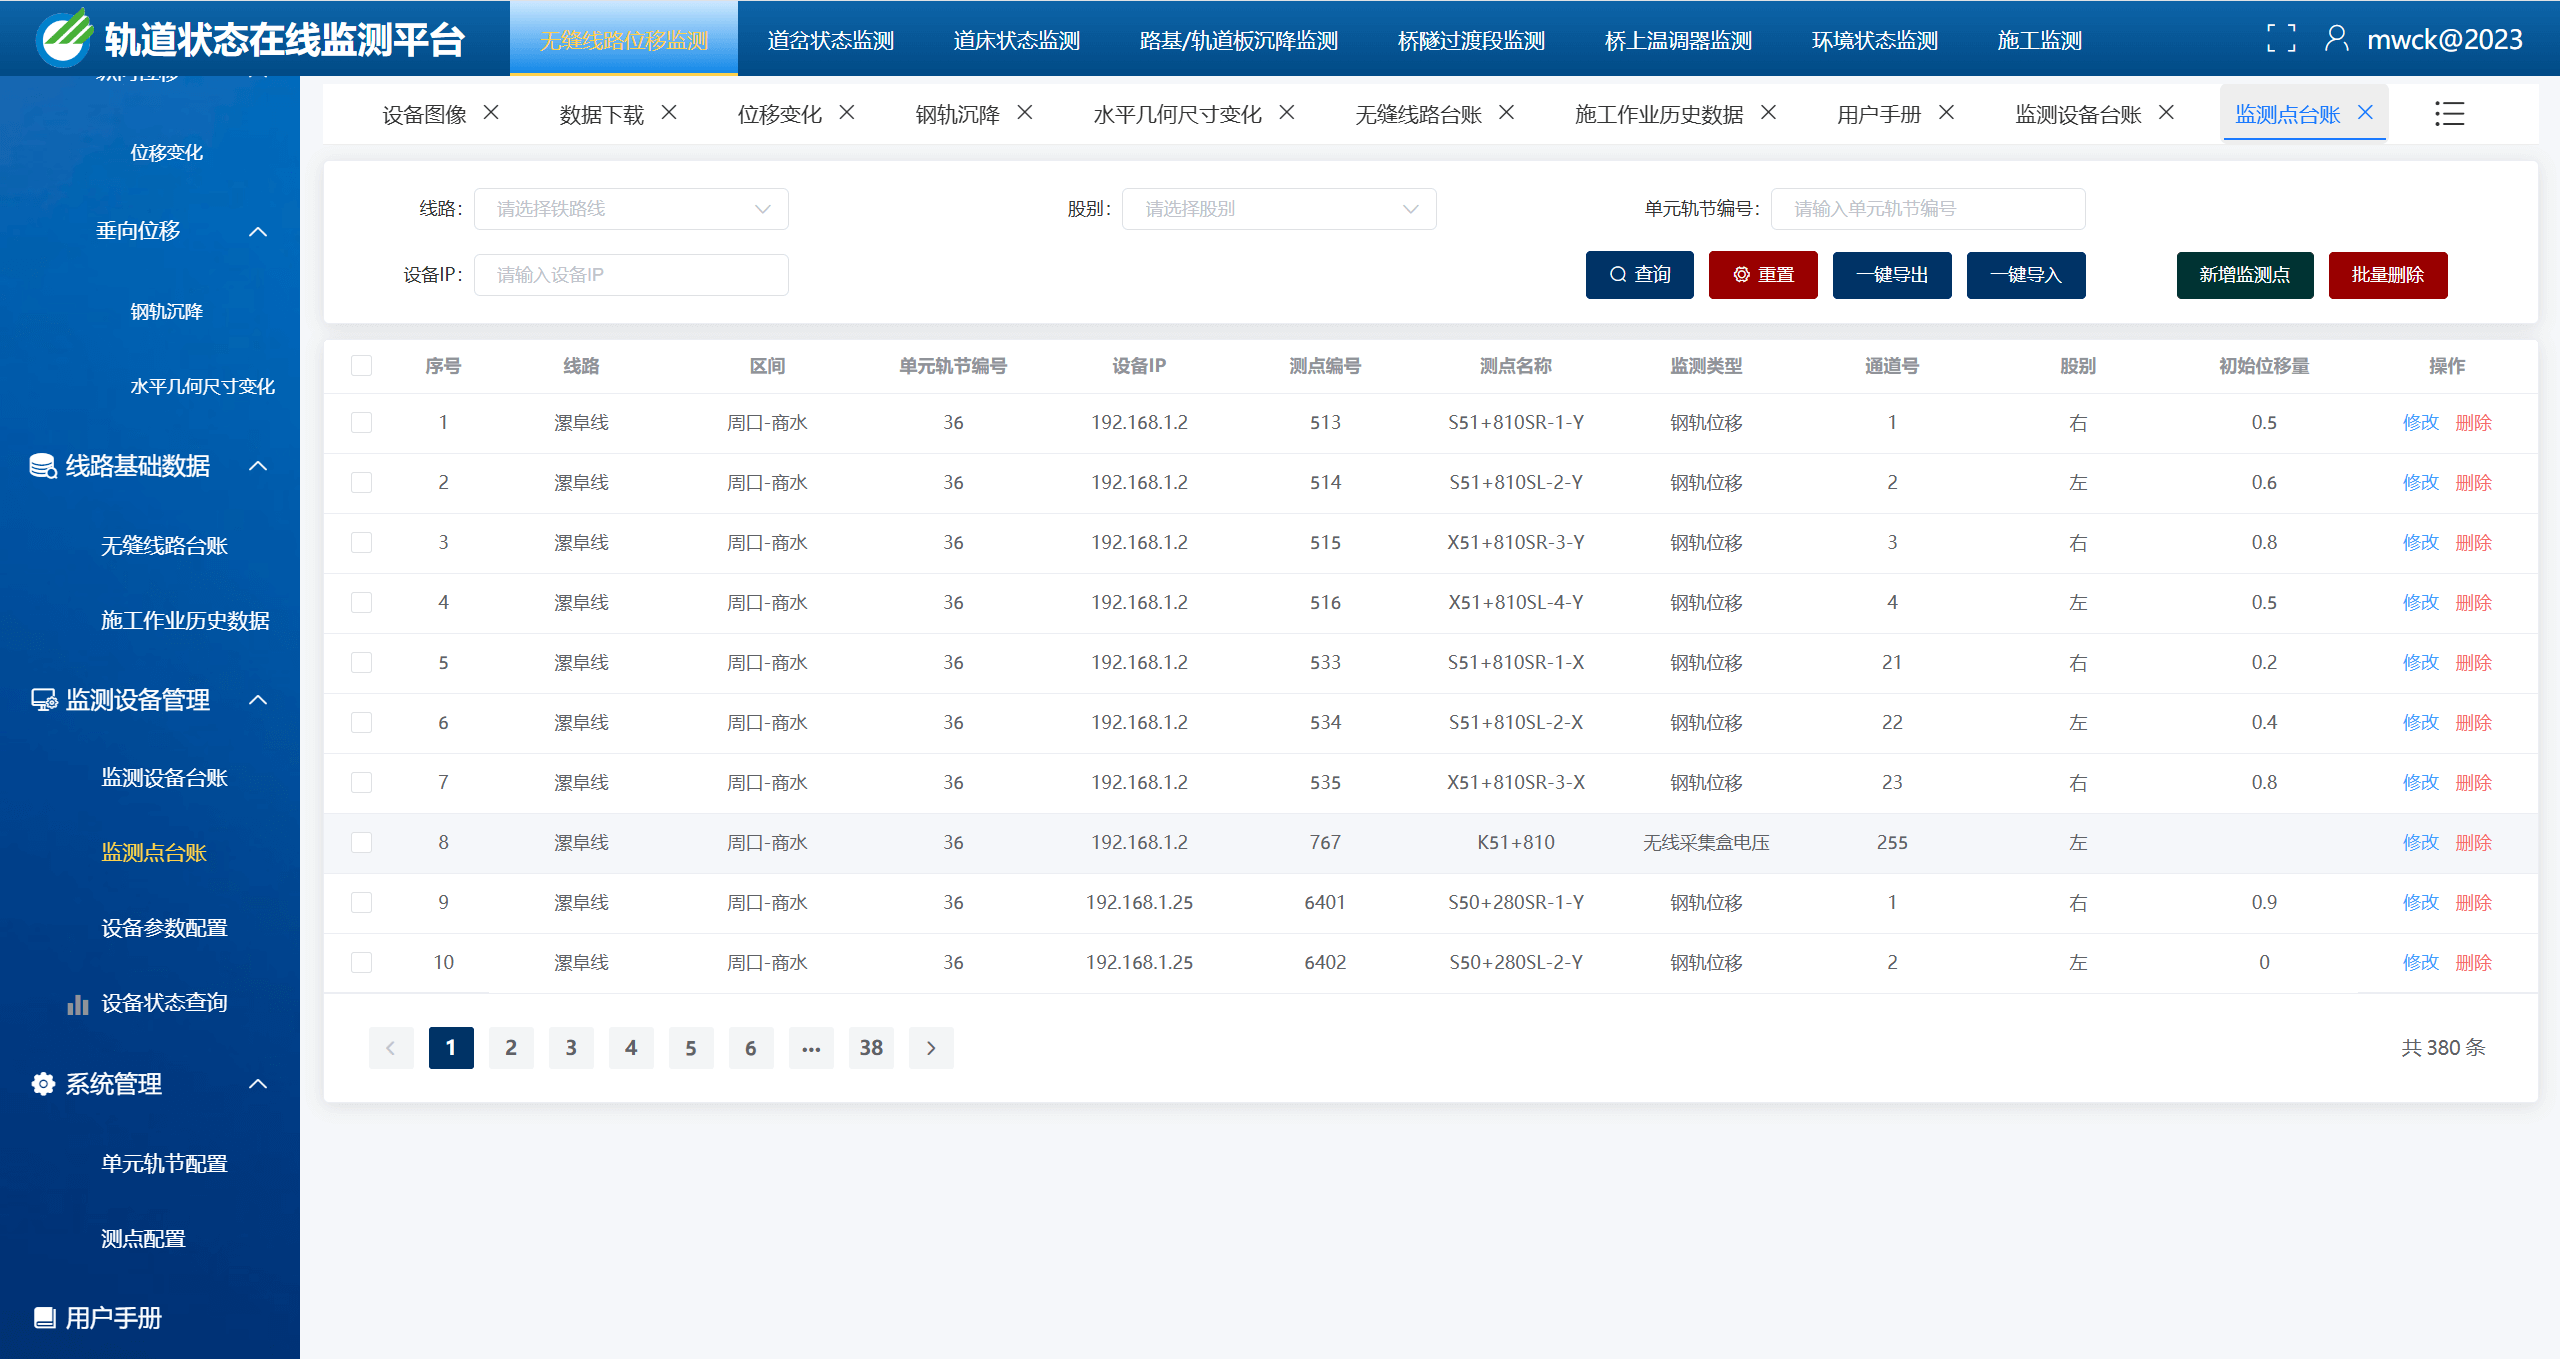 轨道状态在线监测平台
无缝线路位移监测 道岔状态监测 道床状态监测 路基/轨道板沉降监测 桥隧过渡段监测 桥上温调器监测 环境状态监测 施工监测 mwck@2023
位移变化
垂向位移
钢轨沉降
水平几何尺寸变化
线路基础数据
无缝线路台账
施工作业历史数据
监测设备管理
监测设备台账
监测点台账
设备参数配置
设备状态查询
系统管理
单元轨节配置
测点配置
用户手册
设备图像 数据下载 位移变化 钢轨沉降 水平几何尺寸变化 无缝线路台账 施工作业历史数据 用户手册 监测设备台账 监测点台账
线路： 请选择铁路线 股别： 请选择股别 单元轨节编号： 请输入单元轨节编号
设备IP： 请输入设备IP 查询 重置 一键导出 一键导入 新增监测点 批量删除
序号 线路 区间 单元轨节编号 设备IP 测点编号 测点名称 监测类型 通道号 股别 初始位移量 操作
1 漯阜线 周口-商水 36 192.168.1.2 513 S51+810SR-1-Y 钢轨位移 1 右 0.5 修改 删除
2 漯阜线 周口-商水 36 192.168.1.2 514 S51+810SL-2-Y 钢轨位移 2 左 0.6 修改 删除
3 漯阜线 周口-商水 36 192.168.1.2 515 X51+810SR-3-Y 钢轨位移 3 右 0.8 修改 删除
4 漯阜线 周口-商水 36 192.168.1.2 516 X51+810SL-4-Y 钢轨位移 4 左 0.5 修改 删除
5 漯阜线 周口-商水 36 192.168.1.2 533 S51+810SR-1-X 钢轨位移 21 右 0.2 修改 删除
6 漯阜线 周口-商水 36 192.168.1.2 534 S51+810SL-2-X 钢轨位移 22 左 0.4 修改 删除
7 漯阜线 周口-商水 36 192.168.1.2 535 X51+810SR-3-X 钢轨位移 23 右 0.8 修改 删除
8 漯阜线 周口-商水 36 192.168.1.2 767 K51+810 无线采集盒电压 255 左 修改 删除
9 漯阜线 周口-商水 36 192.168.1.25 6401 S50+280SR-1-Y 钢轨位移 1 右 0.9 修改 删除
10 漯阜线 周口-商水 36 192.168.1.25 6402 S50+280SL-2-Y 钢轨位移 2 左 0 修改 删除
1 2 3 4 5 6 ••• 38 共 380 条